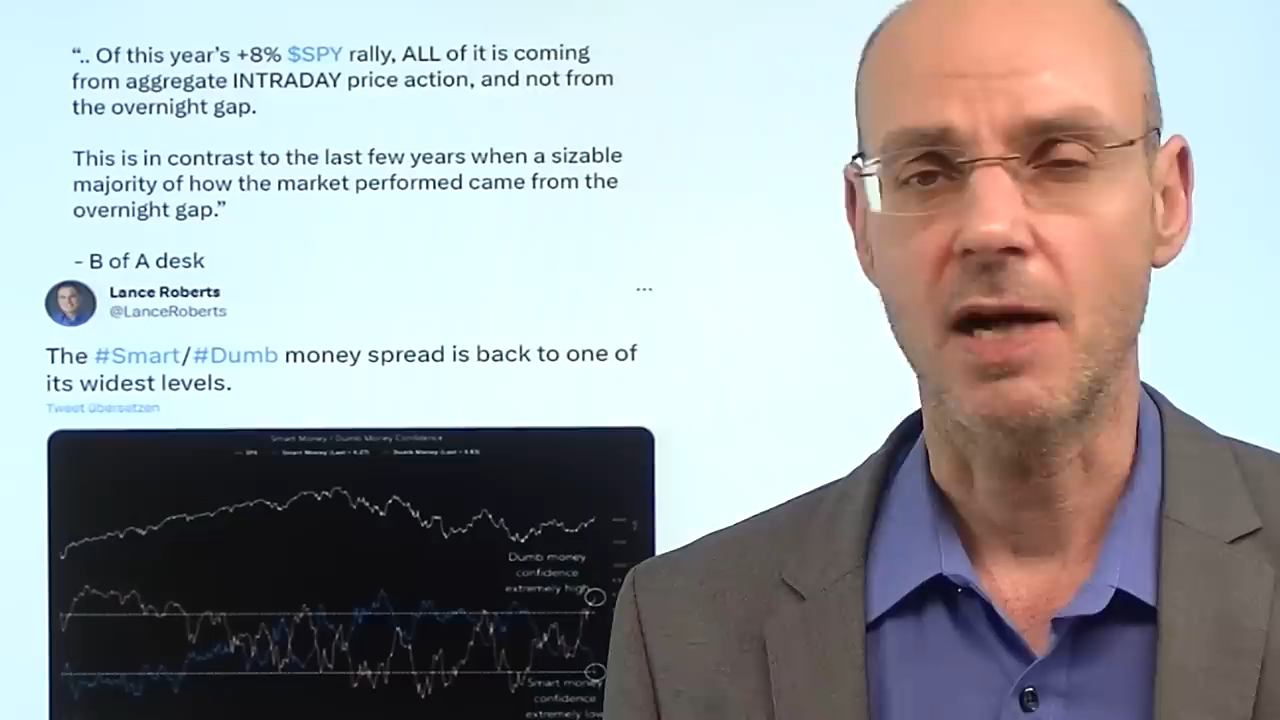 “.. Of this year’s +8% $SPY rally, ALL of it is coming
from aggregate INTRADAY price action, and not from
the overnight gap.
This is in contrast to the last few years when a sizable
majority of how the market performed came from the
overnight gap.”
- B of A desk
Lance Roberts
@LanceRoberts
The #Smart/#Dumb money spread is back to one of
its widest levels.
Tweet übersetzen
Smart Money / Dumb Money Confidence
Dumb money
confidence
extremely high
Smart money
confidence
extremely low